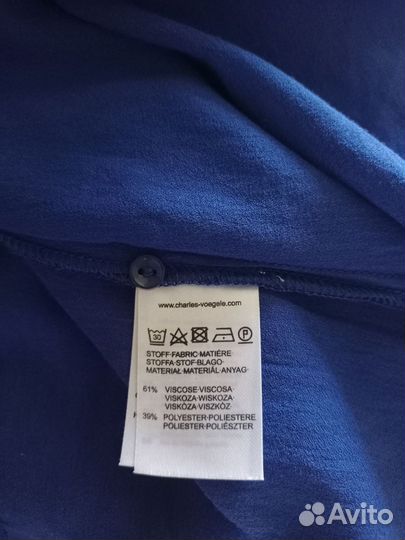 www.charles-voegele.com
30
STOFF·FABRIC·MATIÈRE
STOFFA·STOF·BLAGO
MATERIAŁ·MATERIÁL·ANYAG·
61% VISCOSE·VISCOSA
VISKOZA·WISKOZA
VISKÓZA·VISZKÓZ
39% POLYESTER·POLIESTERE
POLIESTER·POLIÉSZTER
Avito